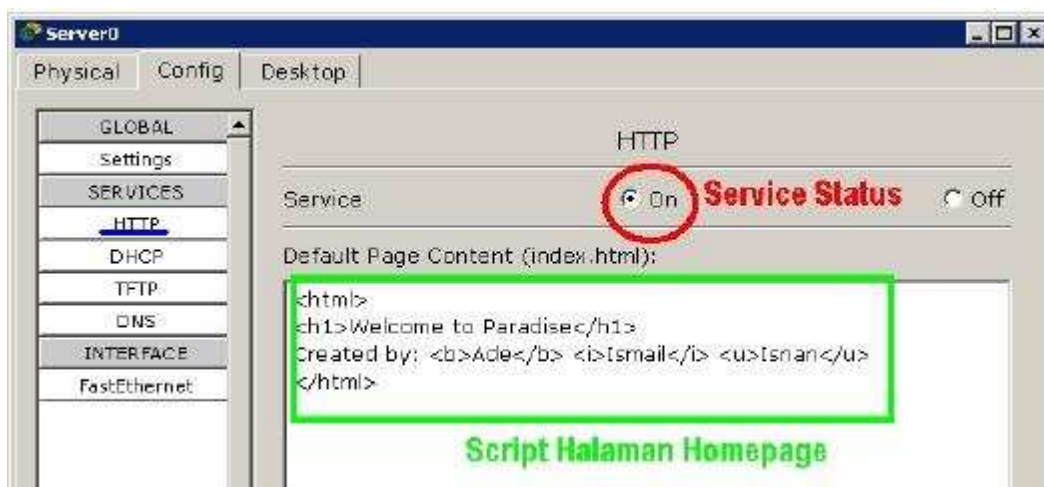 Server0
Physical Config Desktop
GLOBAL
Settings
SERVICES
HTTP
DHCP
TFTP
DNS
INTERFACE
FastEthernet
HTTP
Service On Service Status Off
Default Page Content (index.html):
<html>
<h1>Welcome to Paradise</h1>
Created by: <b>Ade</b> <i>Ismail</i> <u>Isnan</u>
</html>
Script Halaman Homepage